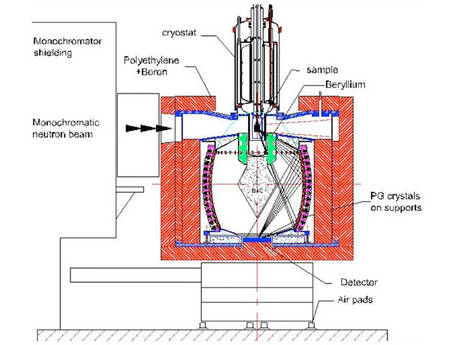 Monochromator
shielding
cryostat
Polyethylene
+Boron
sample
Beryllium
Monochromatic
neutron beam
PG crystals
on supports
Detector
Air pads